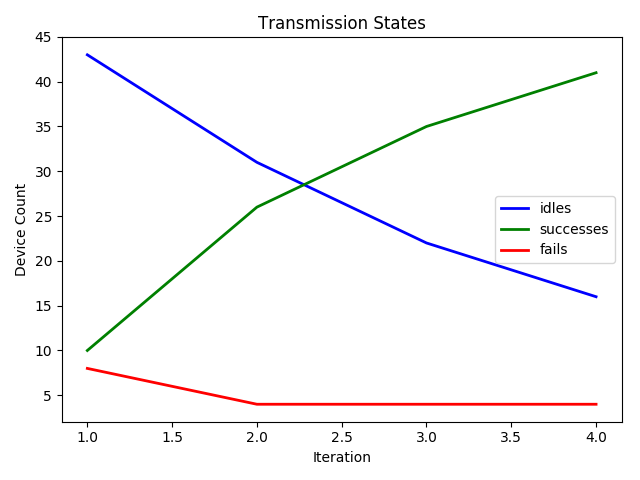 Transmission States
45
40
35
30
25
20
15
10
5
Device Count
idles
successes
fails
1.0 1.5 2.0 2.5 3.0 3.5 4.0
Iteration